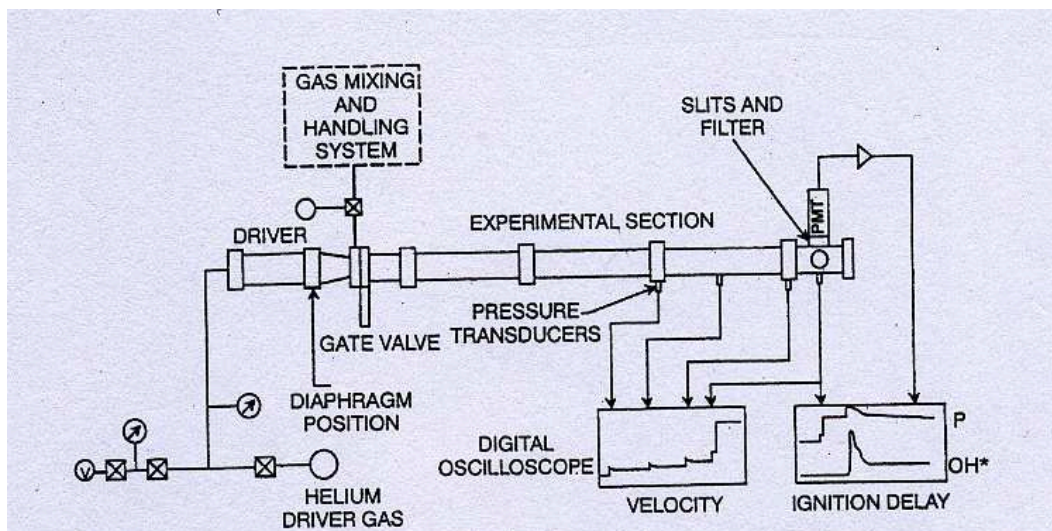 GAS MIXING
AND
HANDLING
SYSTEM
SLITS AND
FILTER
PMT
DRIVER
EXPERIMENTAL SECTION
PRESSURE
TRANSDUCERS
GATE VALVE
DIAPHRAGM
POSITION
V
HELIUM
DRIVER GAS
DIGITAL
OSCILLOSCOPE
VELOCITY
P
OH*
IGNITION DELAY